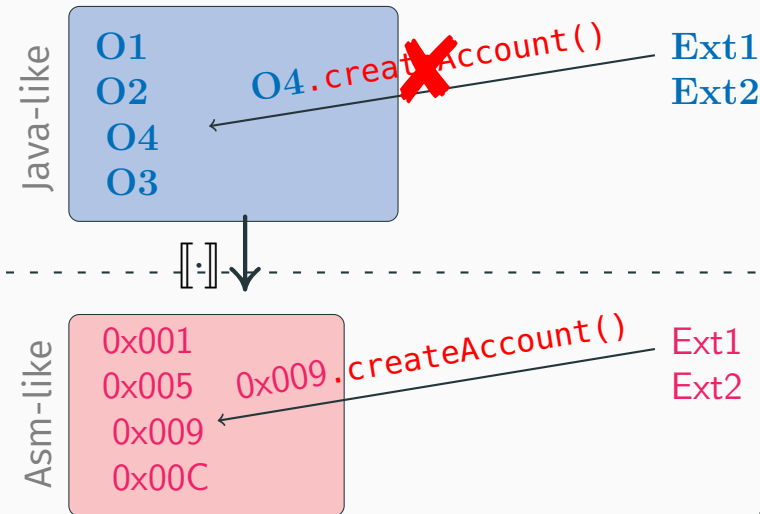 Java-like
O1
O2
O4
O3
O4.createAccount()
Ext1
Ext2
⟦·⟧
Asm-like
0x001
0x005
0x009
0x00C
0x009.createAccount()
Ext1
Ext2